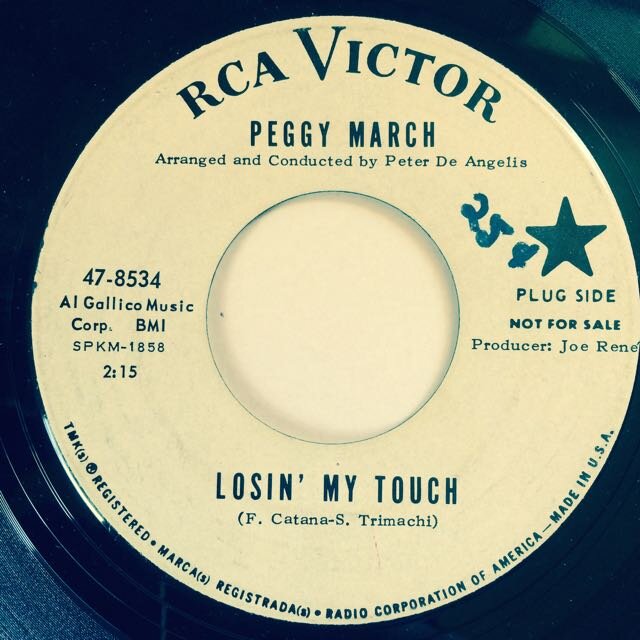 RCA VICTOR
PEGGY MARCH
Arranged and Conducted by Peter De Angelis
25¢
47-8534
Al Gallico Music
Corp. BMI
SPKM-1858
2:15
PLUG SIDE
NOT FOR SALE
Producer: Joe Rene
LOSIN' MY TOUCH
(F. Catana-S. Trimachi)
TMK(s) ® REGISTERED • MARCA(s) REGISTRADA(s) • RADIO CORPORATION OF AMERICA—MADE IN U.S.A.